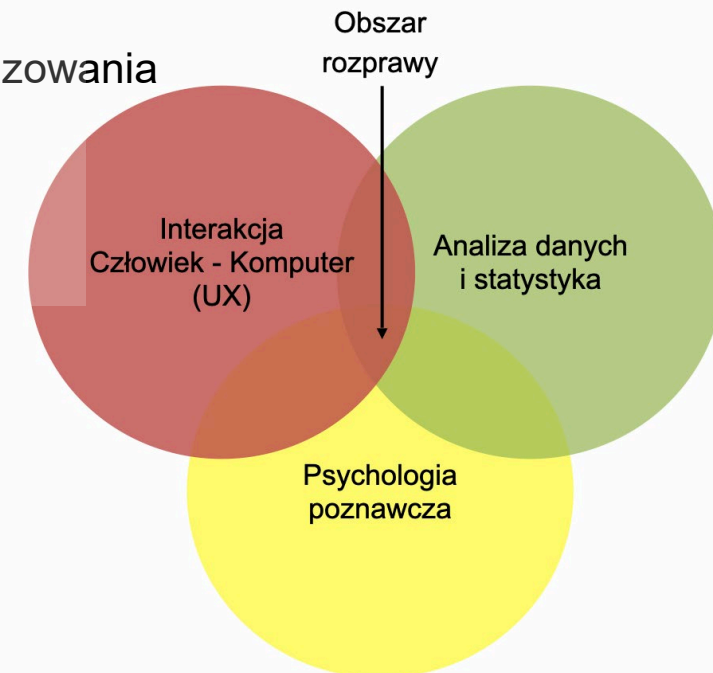 Obszar
rozprawy
zowania
Interakcja
Człowiek - Komputer
(UX)
Analiza danych
i statystyka
Psychologia
poznawcza